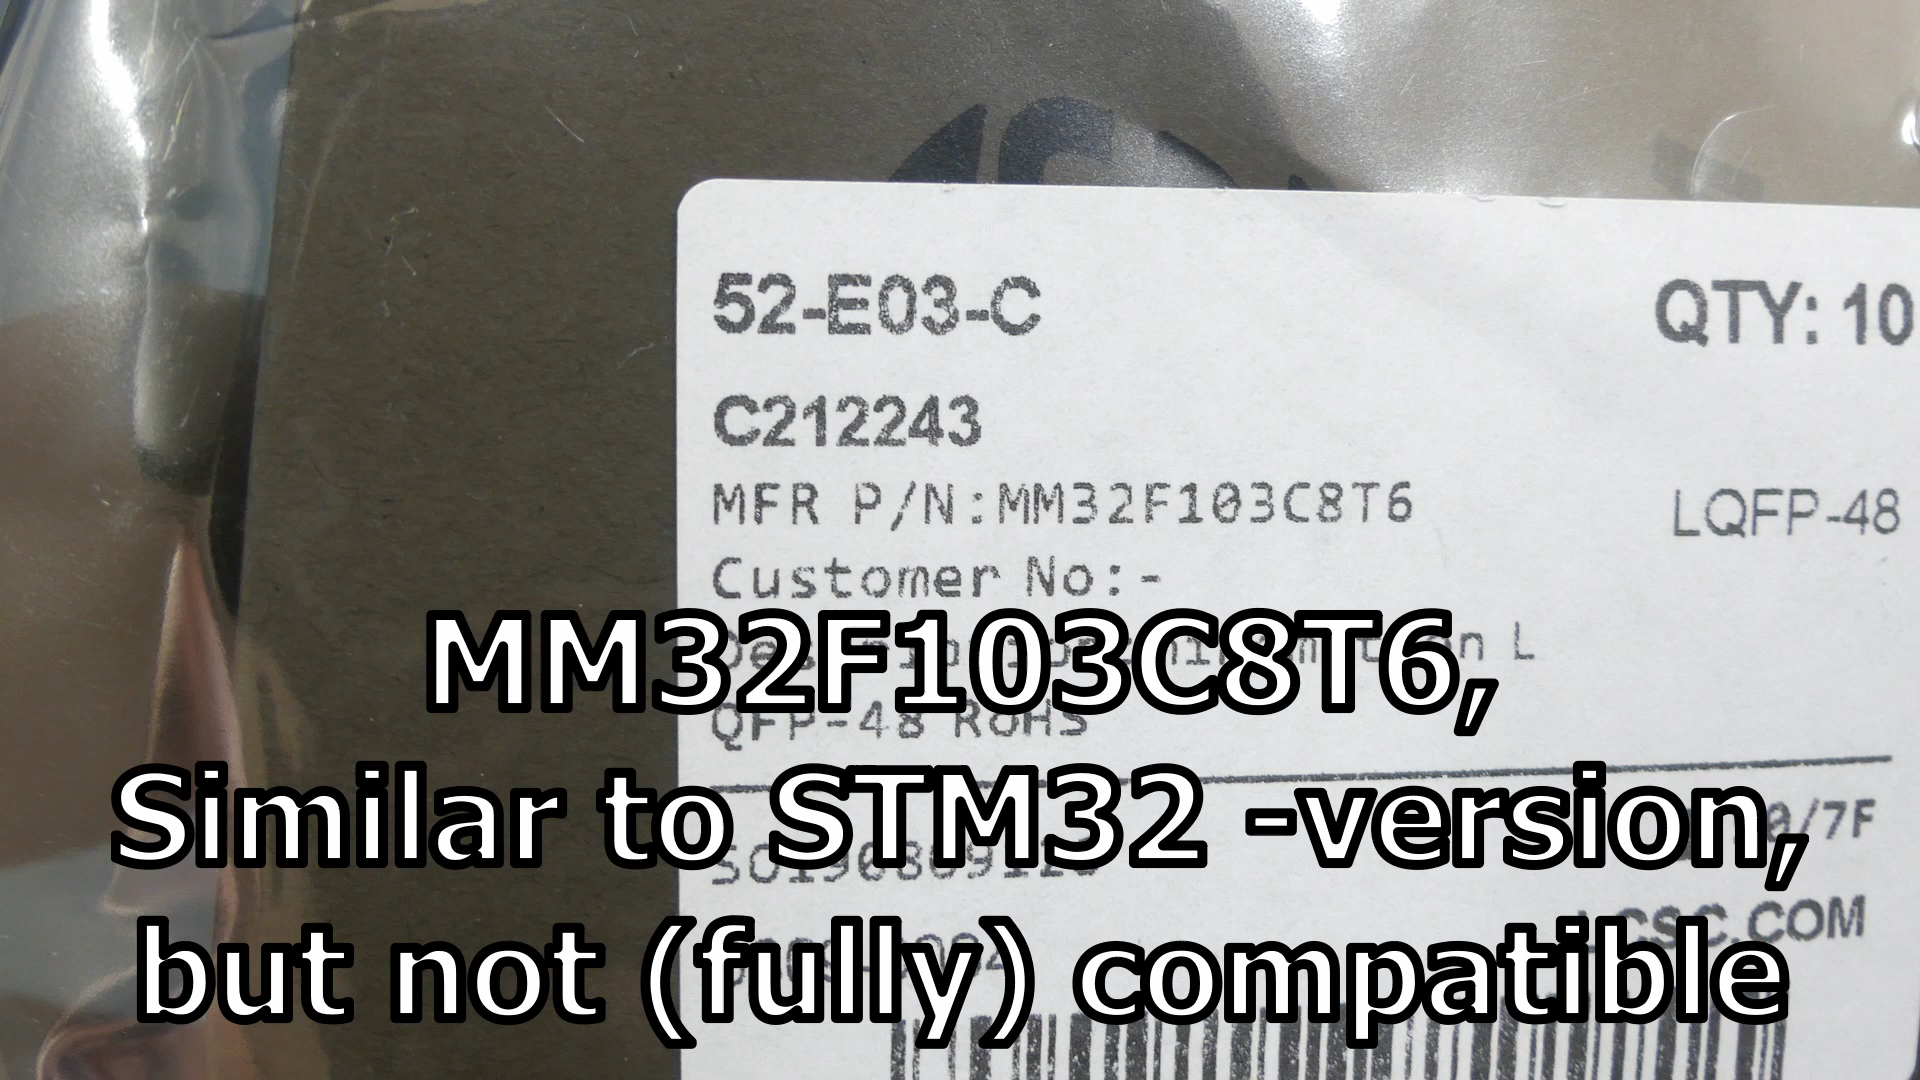 52-E03-C QTY: 10
C212243
MFR P/N:MM32F103C8T6 LQFP-48
Customer No:-
MM32F103C8T6,
QFP-48 RoHS
Similar to STM32 -version,
LCSC.COM
but not (fully) compatible